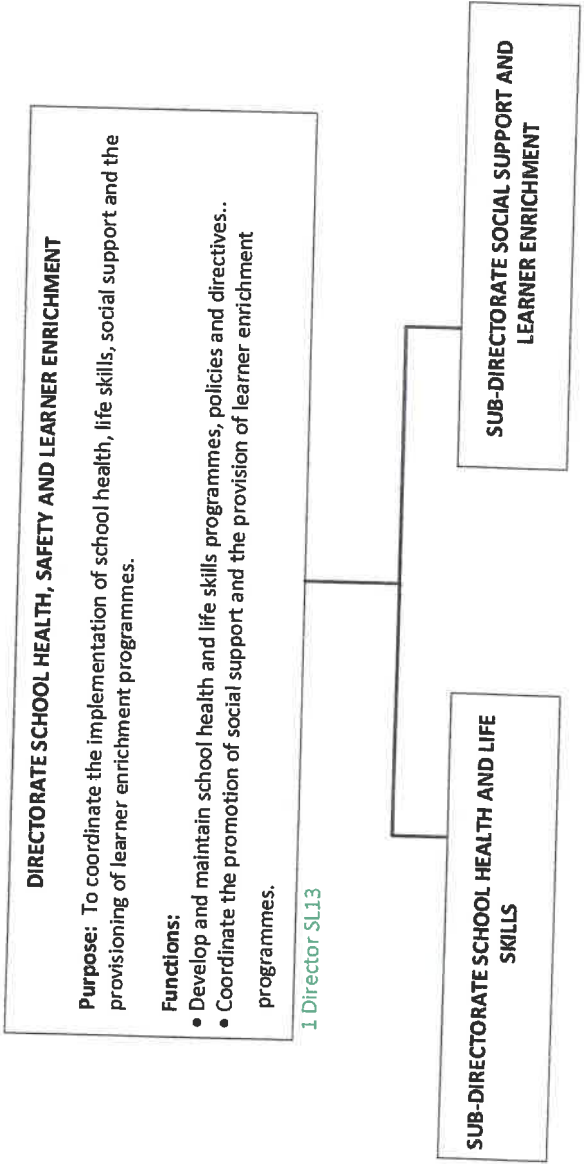 DIRECTORATE SCHOOL HEALTH, SAFETY AND LEARNER ENRICHMENT
Purpose: To coordinate the implementation of school health, life skills, social support and the
provisioning of learner enrichment programmes.
Functions:
● Develop and maintain school health and life skills programmes, policies and directives..
● Coordinate the promotion of social support and the provision of learner enrichment
programmes.
1 Director SL13
SUB-DIRECTORATE SCHOOL HEALTH AND LIFE
SKILLS
SUB-DIRECTORATE SOCIAL SUPPORT AND
LEARNER ENRICHMENT